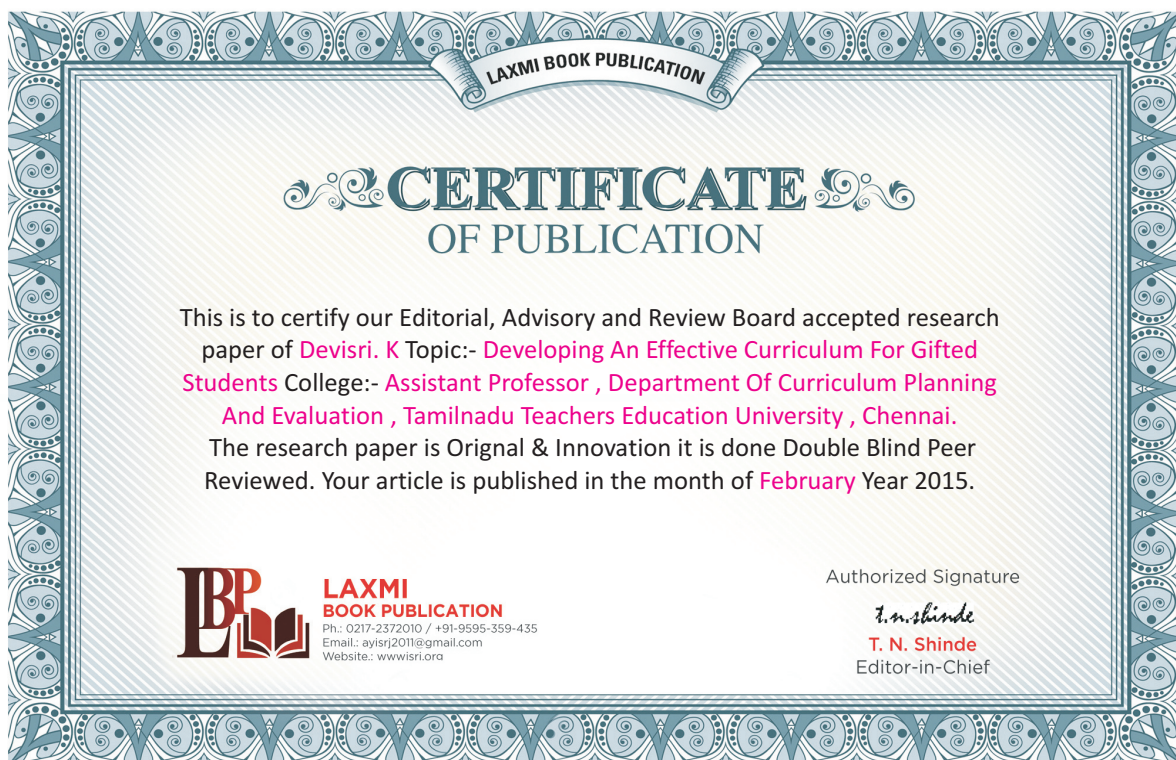 LAXMI BOOK PUBLICATION
CERTIFICATE
OF PUBLICATION
This is to certify our Editorial, Advisory and Review Board accepted research
paper of Devisri. K Topic:- Developing An Effective Curriculum For Gifted
Students College:- Assistant Professor , Department Of Curriculum Planning
And Evaluation , Tamilnadu Teachers Education University , Chennai.
The research paper is Orignal & Innovation it is done Double Blind Peer
Reviewed. Your article is published in the month of February Year 2015.
LBP
LAXMI
BOOK PUBLICATION
Ph.: 0217-2372010 / +91-9595-359-435
Email.: ayisrj2011@gmail.com
Website.: wwwisri.org
Authorized Signature
t.n.shinde
T. N. Shinde
Editor-in-Chief